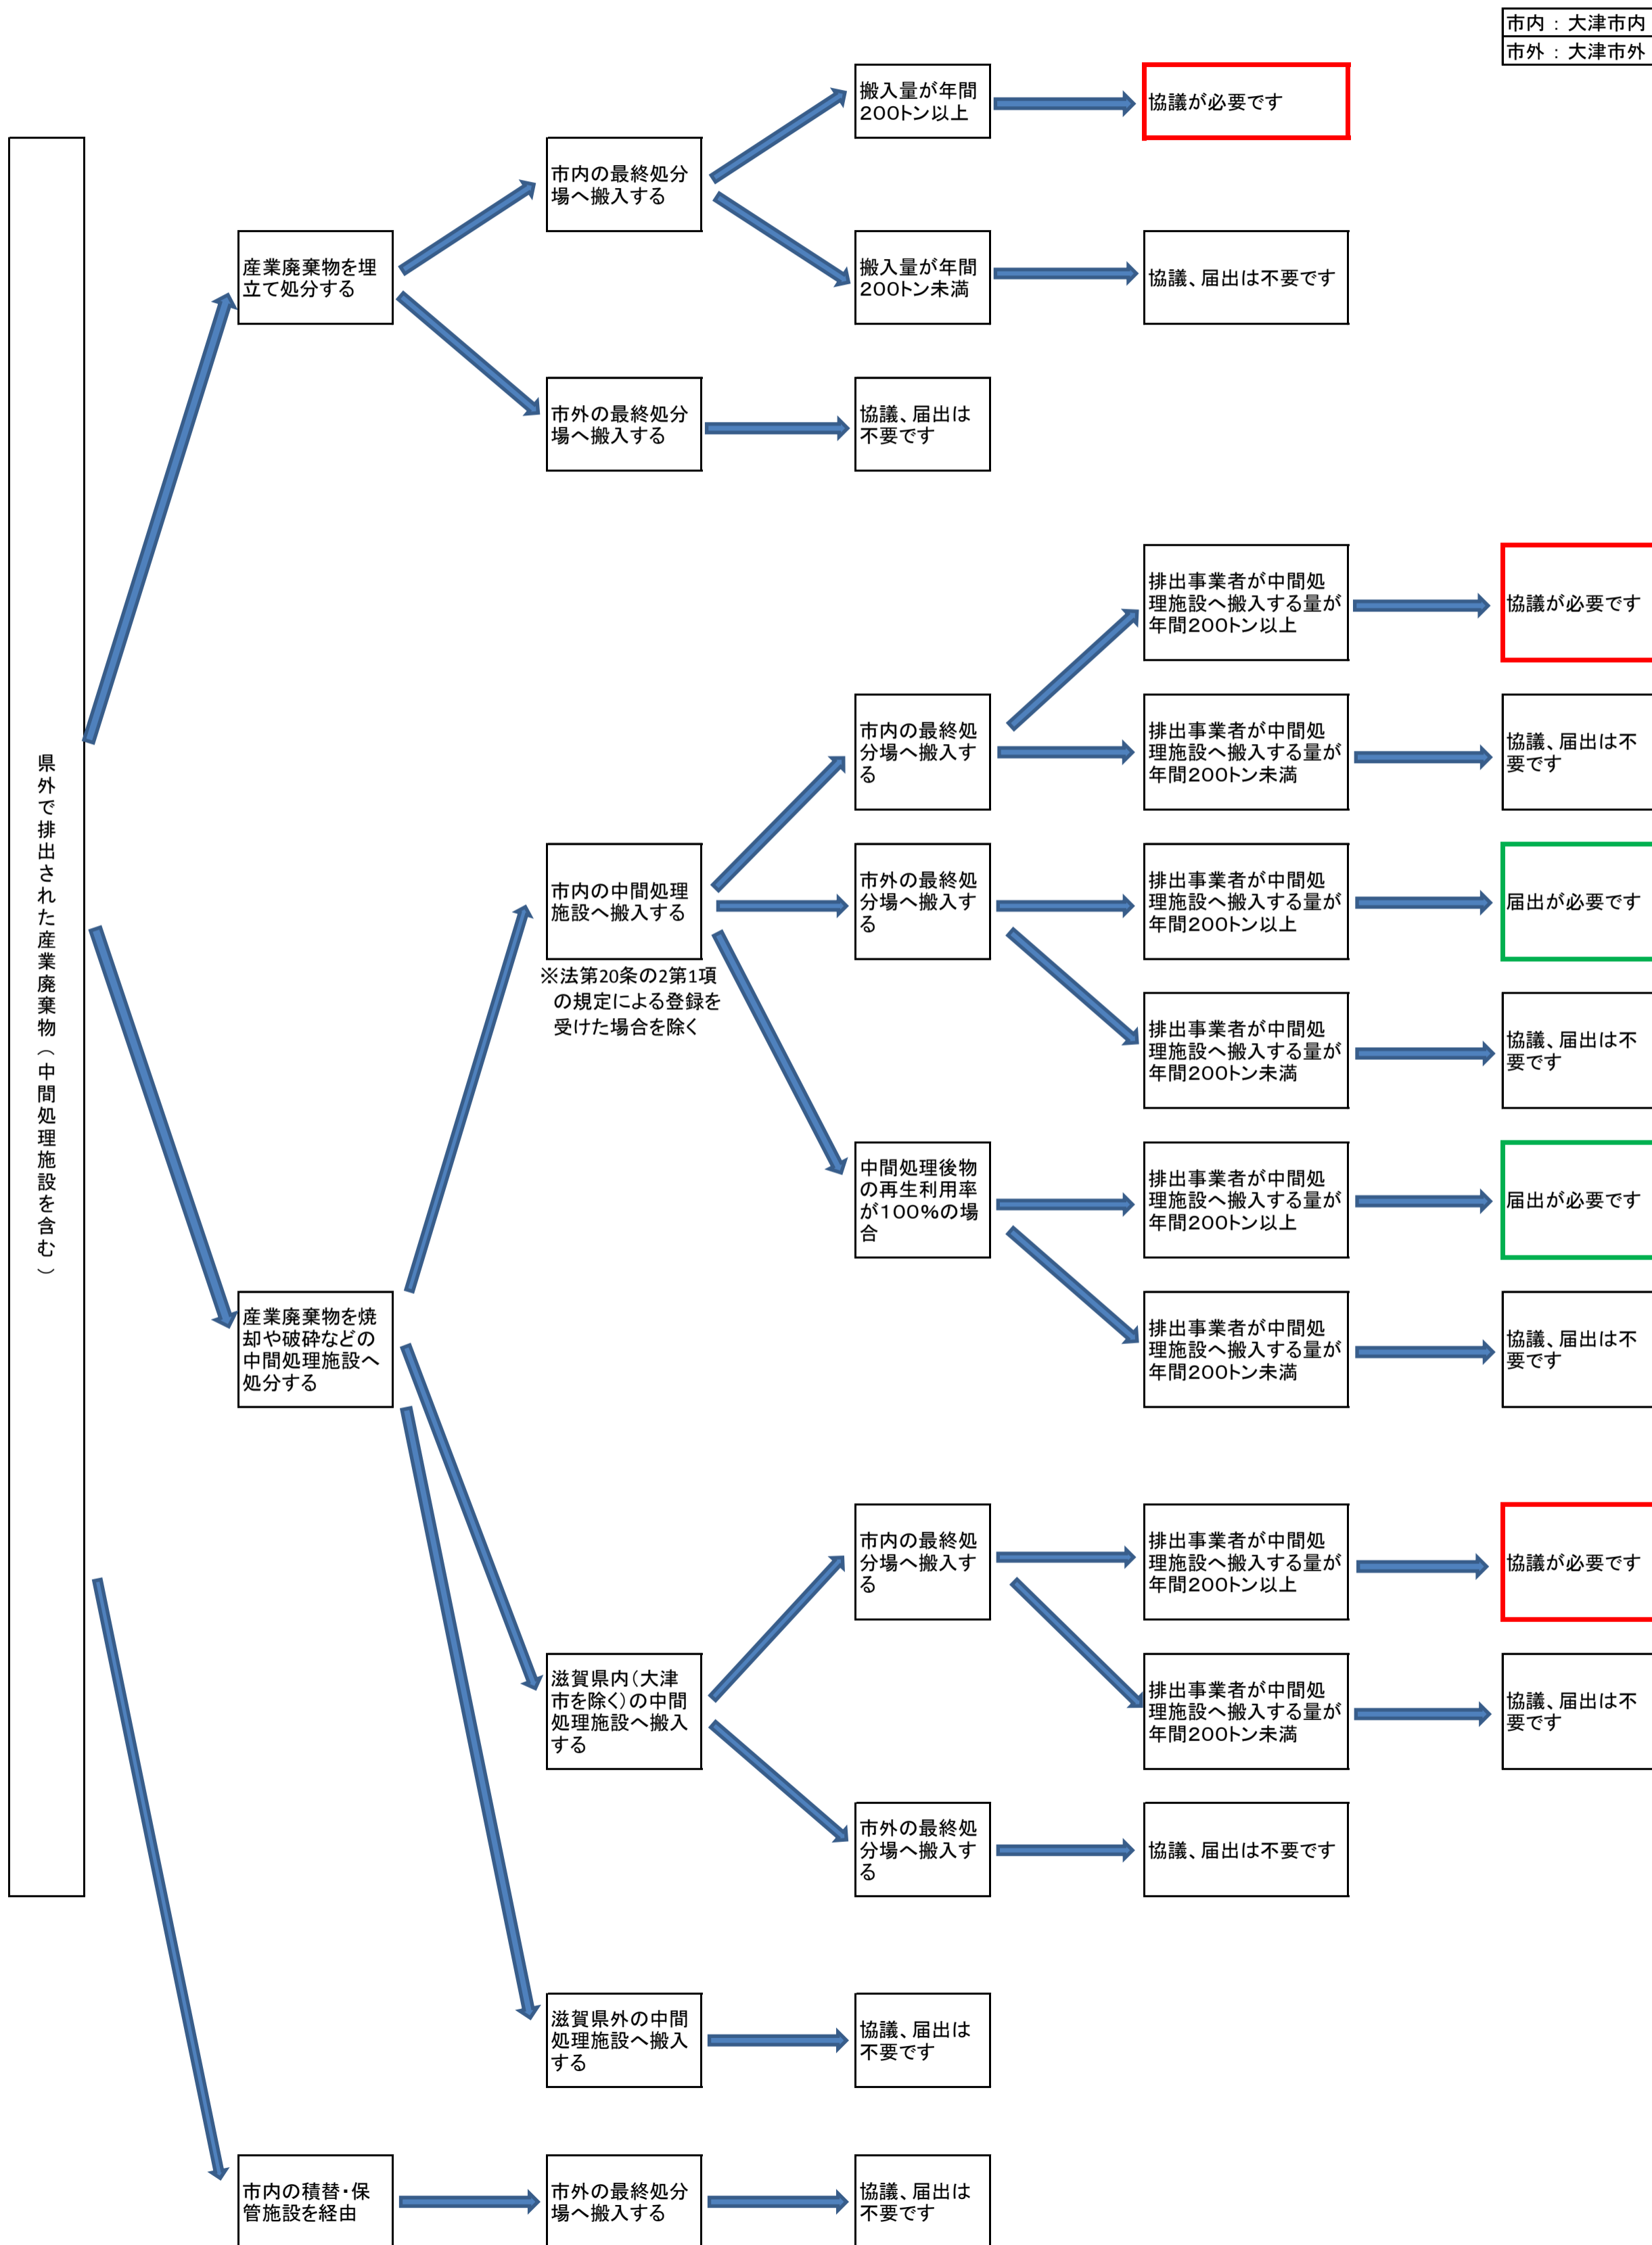 市内 : 大津市内
市外 : 大津市外
県外で排出された産業廃棄物（中間処理施設を含む）
産業廃棄物を埋
立て処分する
市内の最終処分
場へ搬入する
搬入量が年間
200トン以上
協議が必要です
搬入量が年間
200トン未満
協議、届出は不要です
市外の最終処分
場へ搬入する
協議、届出は
不要です
産業廃棄物を焼
却や破砕などの
中間処理施設へ
処分する
市内の中間処理
施設へ搬入する
※法第20条の2第1項
の規定による登録を
受けた場合を除く
市内の最終処
分場へ搬入す
る
排出事業者が中間処
理施設へ搬入する量が
年間200トン以上
協議が必要です
排出事業者が中間処
理施設へ搬入する量が
年間200トン未満
協議、届出は不
要です
市外の最終処
分場へ搬入す
る
排出事業者が中間処
理施設へ搬入する量が
年間200トン以上
届出が必要です
排出事業者が中間処
理施設へ搬入する量が
年間200トン未満
協議、届出は不
要です
中間処理後物
の再生利用率
が100％の場
合
排出事業者が中間処
理施設へ搬入する量が
年間200トン以上
届出が必要です
排出事業者が中間処
理施設へ搬入する量が
年間200トン未満
協議、届出は不
要です
滋賀県内（大津
市を除く）の中間
処理施設へ搬入
する
市内の最終処
分場へ搬入す
る
排出事業者が中間処
理施設へ搬入する量が
年間200トン以上
協議が必要です
排出事業者が中間処
理施設へ搬入する量が
年間200トン未満
協議、届出は不
要です
市外の最終処
分場へ搬入す
る
協議、届出は不要です
滋賀県外の中間
処理施設へ搬入
する
協議、届出は
不要です
市内の積替・保
管施設を経由
市外の最終処分
場へ搬入する
協議、届出は
不要です